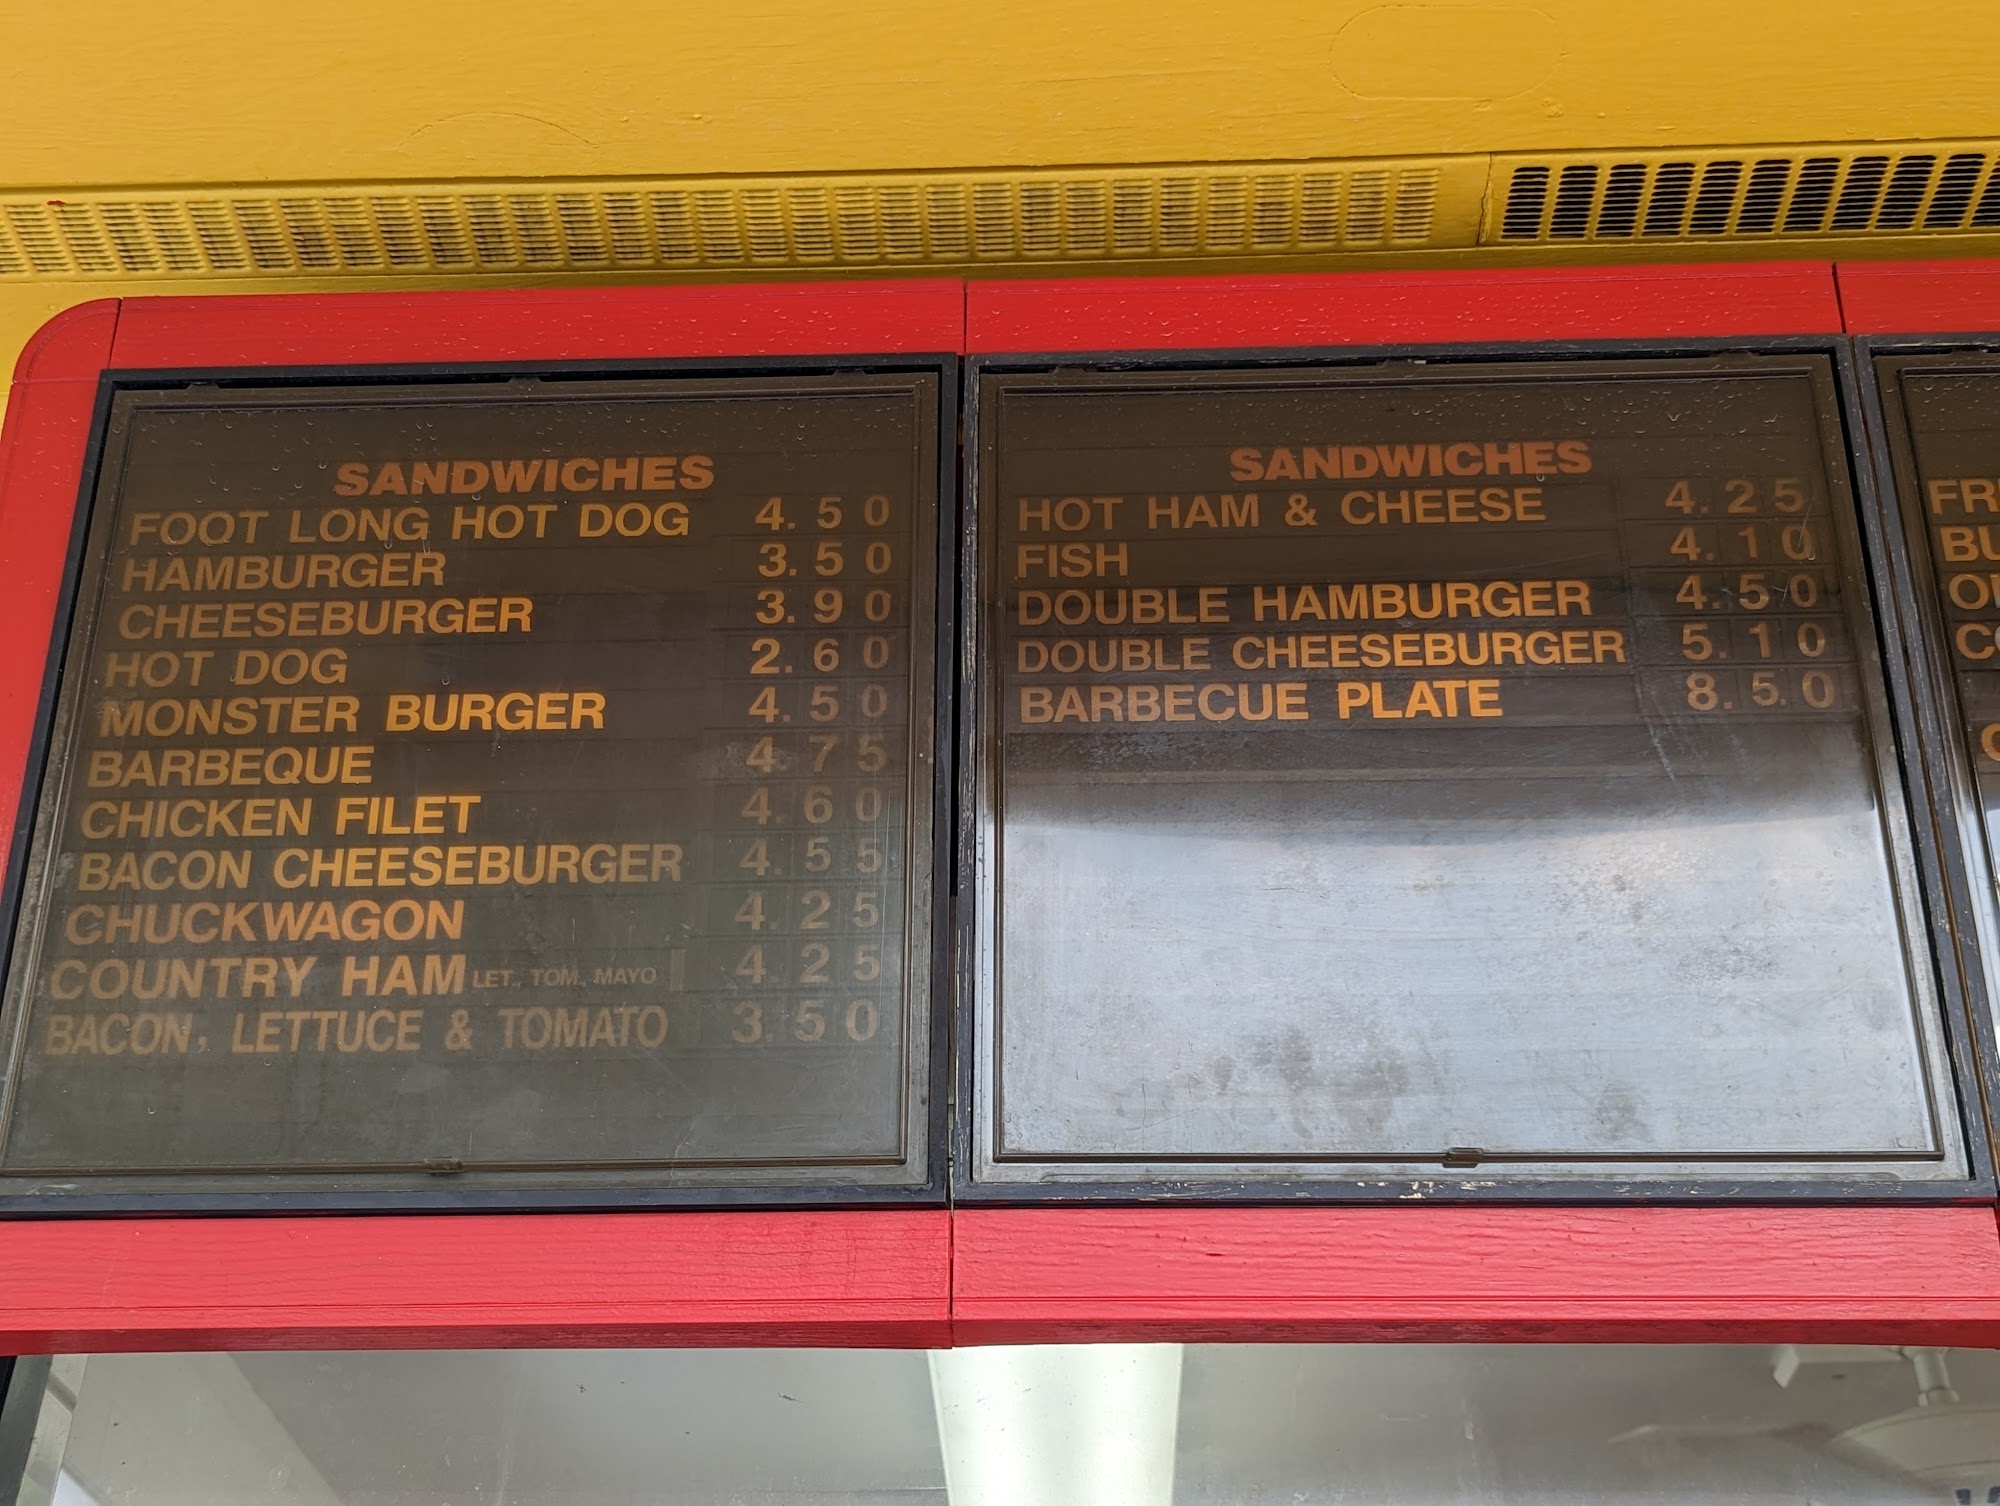 SANDWICHES
FOOT LONG HOT DOG 4.50
HAMBURGER 3.50
CHEESEBURGER 3.90
HOT DOG 2.60
MONSTER BURGER 4.50
BARBEQUE 4.75
CHICKEN FILET 4.60
BACON CHEESEBURGER 4.55
CHUCKWAGON 4.25
COUNTRY HAM LET., TOM., MAYO 4.25
BACON, LETTUCE & TOMATO 3.50
SANDWICHES
HOT HAM & CHEESE 4.25
FISH 4.10
DOUBLE HAMBURGER 4.50
DOUBLE CHEESEBURGER 5.10
BARBECUE PLATE 8.50